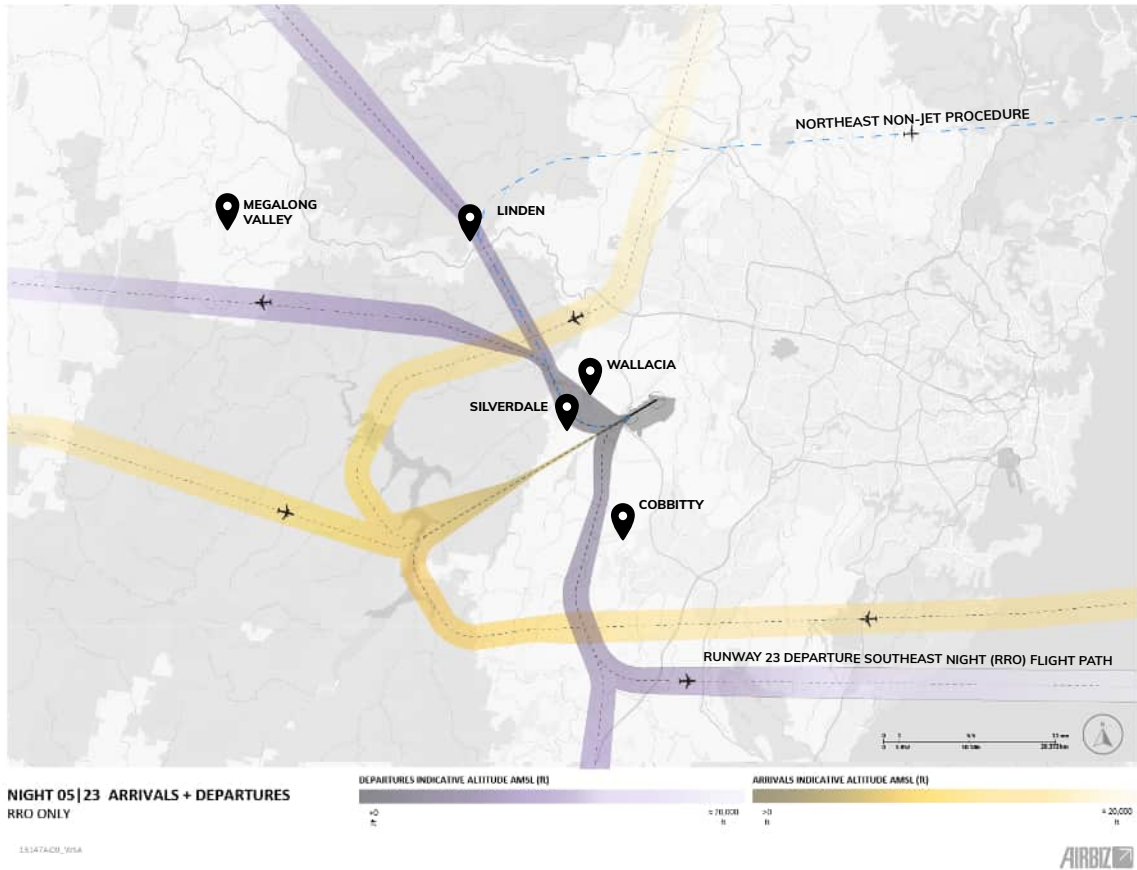 NORTHEAST NON-JET PROCEDURE
MEGALONG
VALLEY
LINDEN
WALLACIA
SILVERDALE
COBBITTY
RUNWAY 23 DEPARTURE SOUTHEAST NIGHT (RRO) FLIGHT PATH
NIGHT 05|23 ARRIVALS + DEPARTURES
RRO ONLY
DEPARTURES INDICATIVE ALTITUDE AMSL (ft)
ARRIVALS INDICATIVE ALTITUDE AMSL (ft)
AIRBIZ